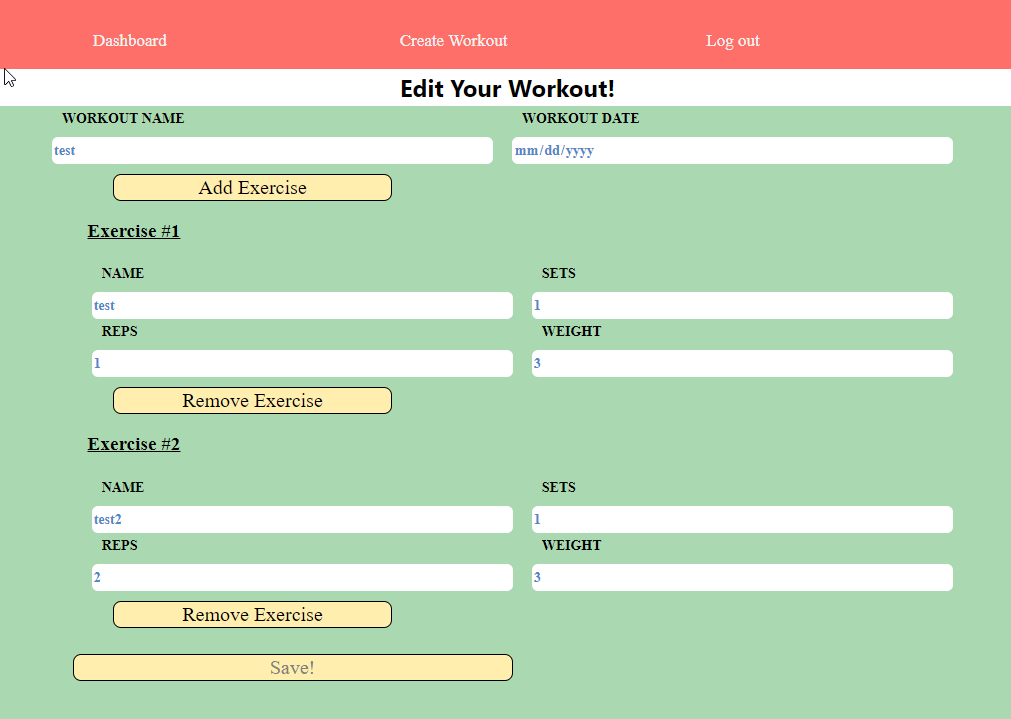 Dashboard Create Workout Log out
Edit Your Workout!
WORKOUT NAME WORKOUT DATE
test mm/dd/yyyy
Add Exercise
Exercise #1
NAME SETS
test 1
REPS WEIGHT
1 3
Remove Exercise
Exercise #2
NAME SETS
test2 1
REPS WEIGHT
2 3
Remove Exercise
Save!